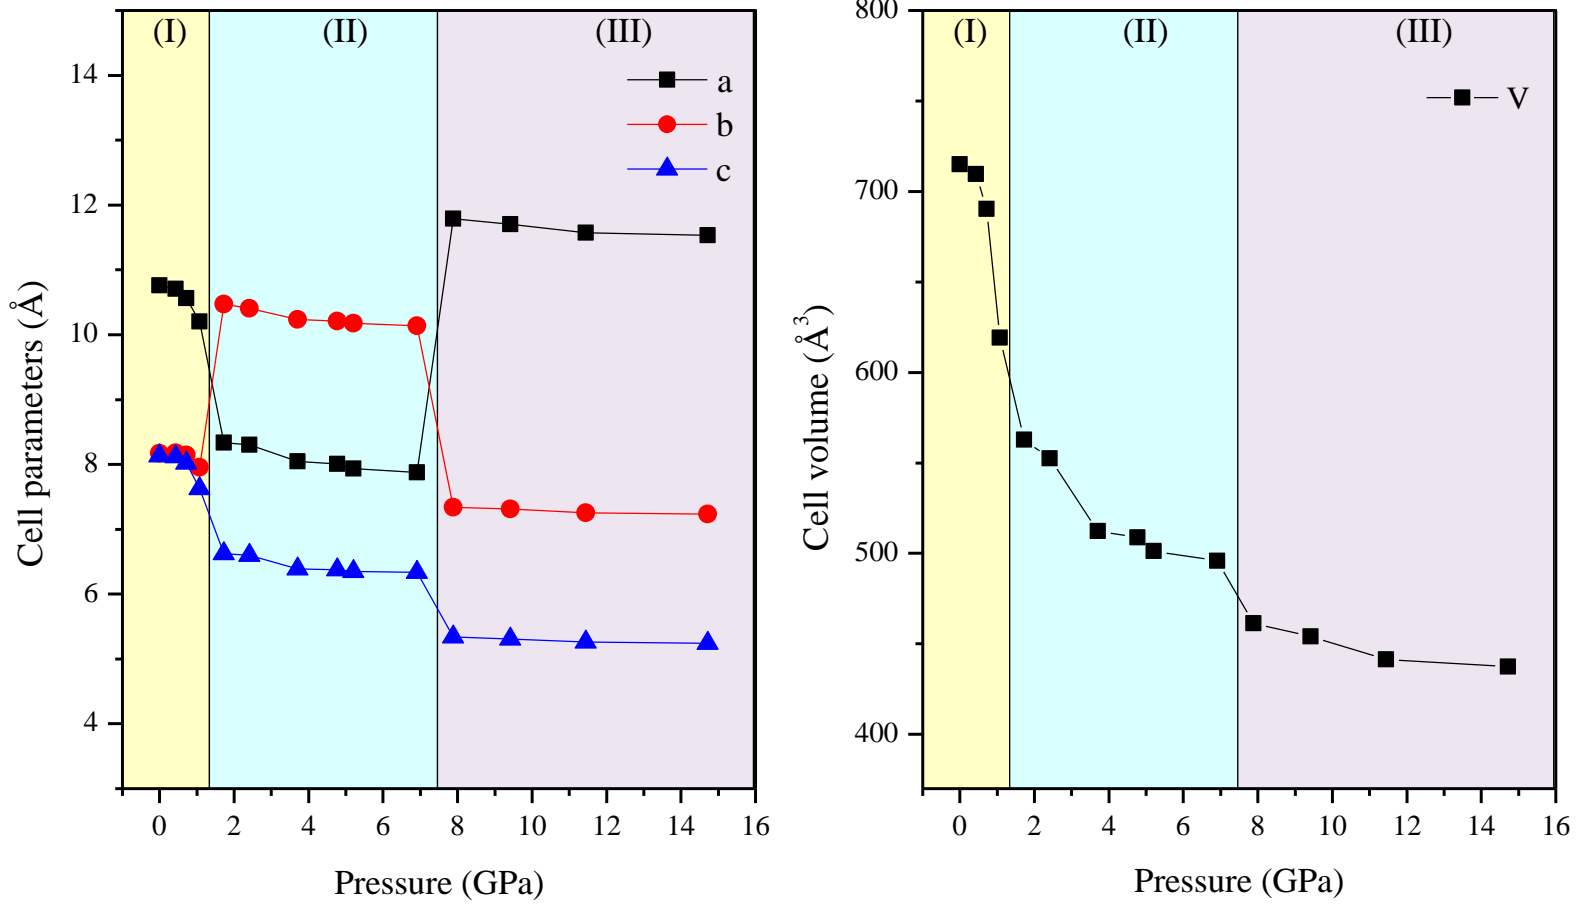 (I) (II) (III)
a
b
c
14
12
10
8
6
4
Cell parameters (Å)
0 2 4 6 8 10 12 14 16
Pressure (GPa)
(I) (II) (III)
V
800
700
600
500
400
Cell volume (Å³)
0 2 4 6 8 10 12 14 16
Pressure (GPa)